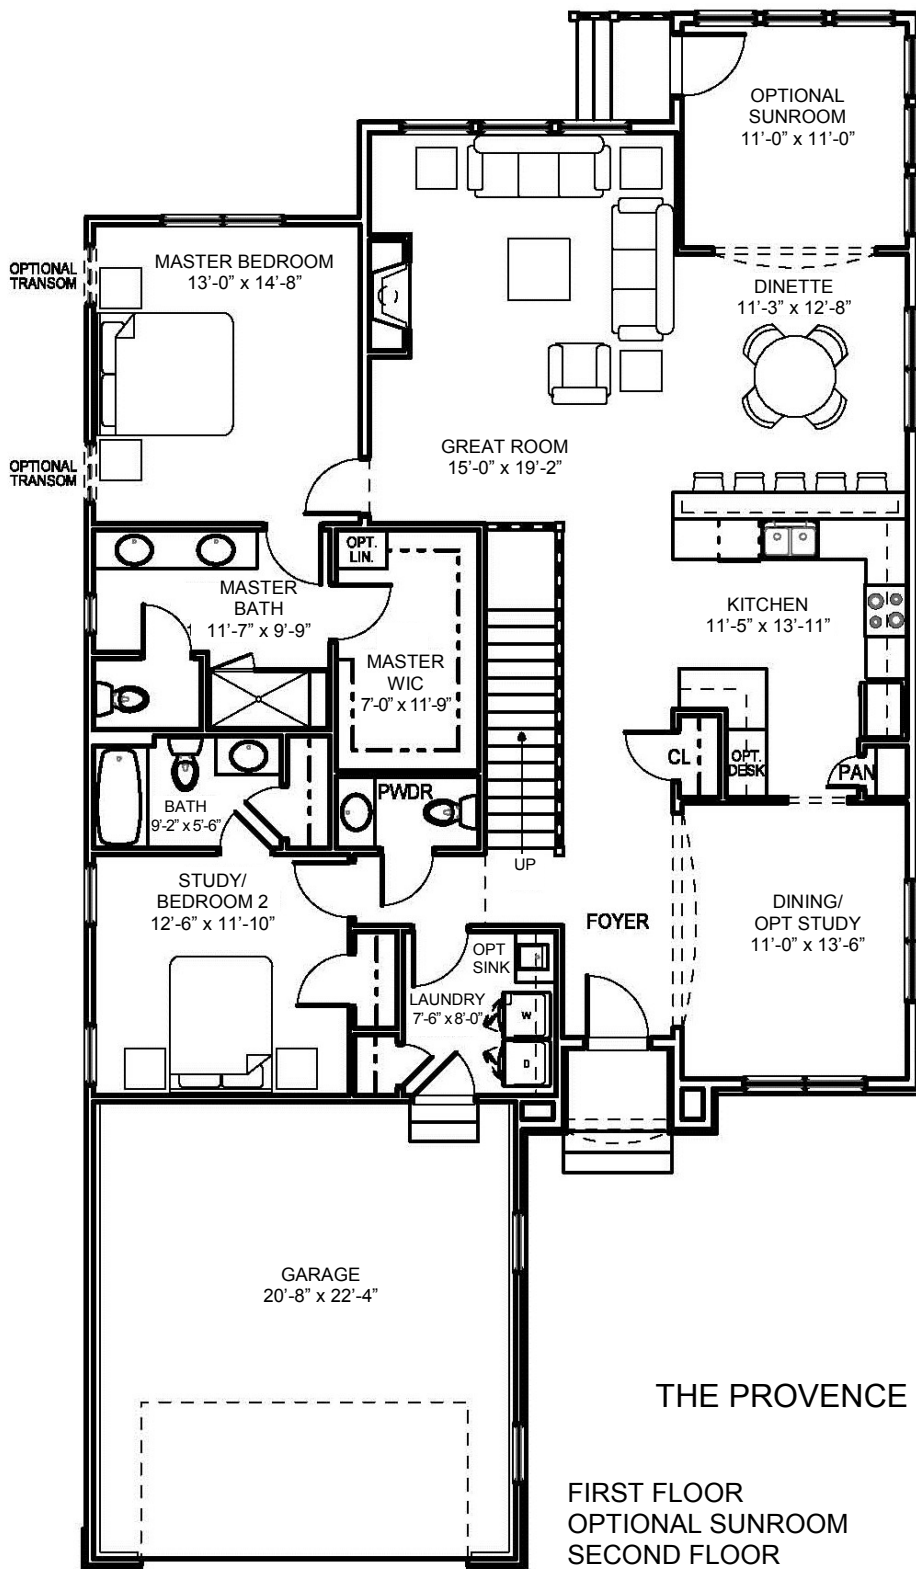 OPTIONAL
SUNROOM
11'-0" x 11'-0"
OPTIONAL
TRANSOM
MASTER BEDROOM
13'-0" x 14'-8"
DINETTE
11'-3" x 12'-8"
OPTIONAL
TRANSOM
GREAT ROOM
15'-0" x 19'-2"
OPT.
LIN.
MASTER
BATH
11'-7" x 9'-9"
KITCHEN
11'-5" x 13'-11"
MASTER
WIC
7'-0" x 11'-9"
CL
OPT.
DESK
PAN
BATH
9'-2" x 5'-6"
PWDR
UP
STUDY/
BEDROOM 2
12'-6" x 11'-10"
FOYER
DINING/
OPT STUDY
11'-0" x 13'-6"
OPT
SINK
LAUNDRY
7'-6" x 8'-0"
W
D
GARAGE
20'-8" x 22'-4"
THE PROVENCE
FIRST FLOOR
OPTIONAL SUNROOM
SECOND FLOOR